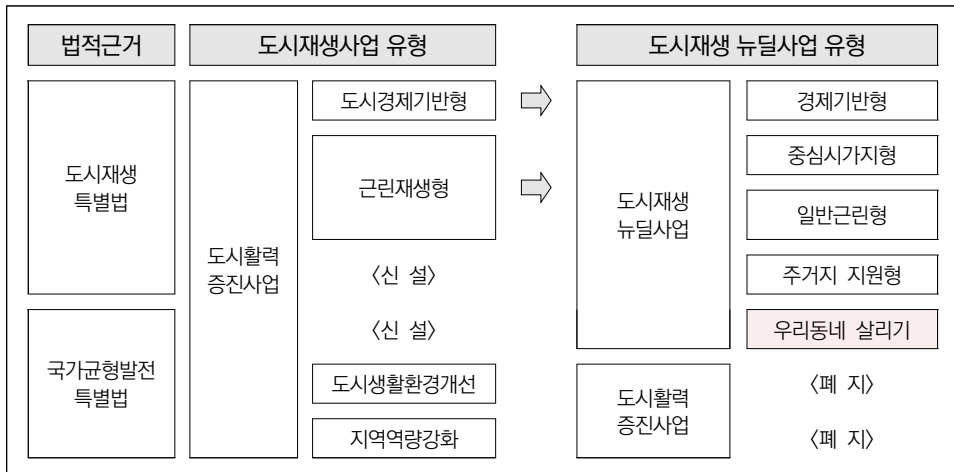 법적근거
도시재생사업 유형
도시재생 뉴딜사업 유형
도시재생
특별법
국가균형발전
특별법
도시활력
증진사업
도시경제기반형
근린재생형
〈신 설〉
〈신 설〉
도시생활환경개선
지역역량강화
도시재생
뉴딜사업
도시활력
증진사업
경제기반형
중심시가지형
일반근린형
주거지 지원형
우리동네 살리기
〈폐 지〉
〈폐 지〉